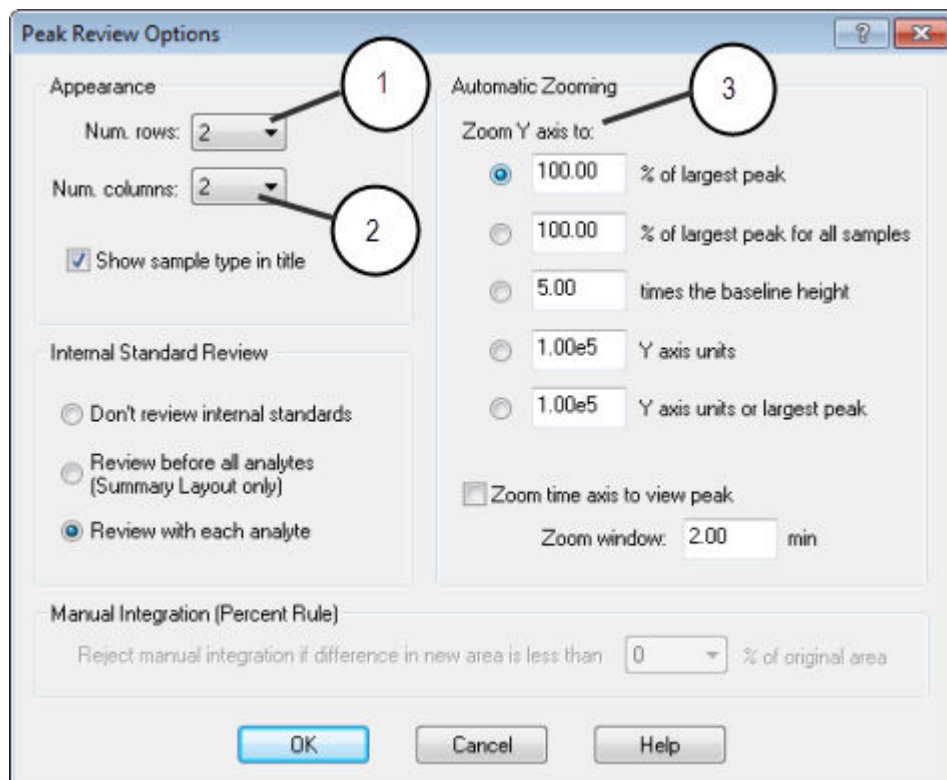 Peak Review Options
Appearance
1
Num. rows: 2
Num. columns: 2
2
Show sample type in title
Automatic Zooming
3
Zoom Y axis to:
100.00 % of largest peak
100.00 % of largest peak for all samples
5.00 times the baseline height
1.00e5 Y axis units
1.00e5 Y axis units or largest peak
Zoom time axis to view peak
Zoom window: 2.00 min
Internal Standard Review
Don't review internal standards
Review before all analytes
(Summary Layout only)
Review with each analyte
Manual Integration (Percent Rule)
Reject manual integration if difference in new area is less than 0 % of original area
OK Cancel Help